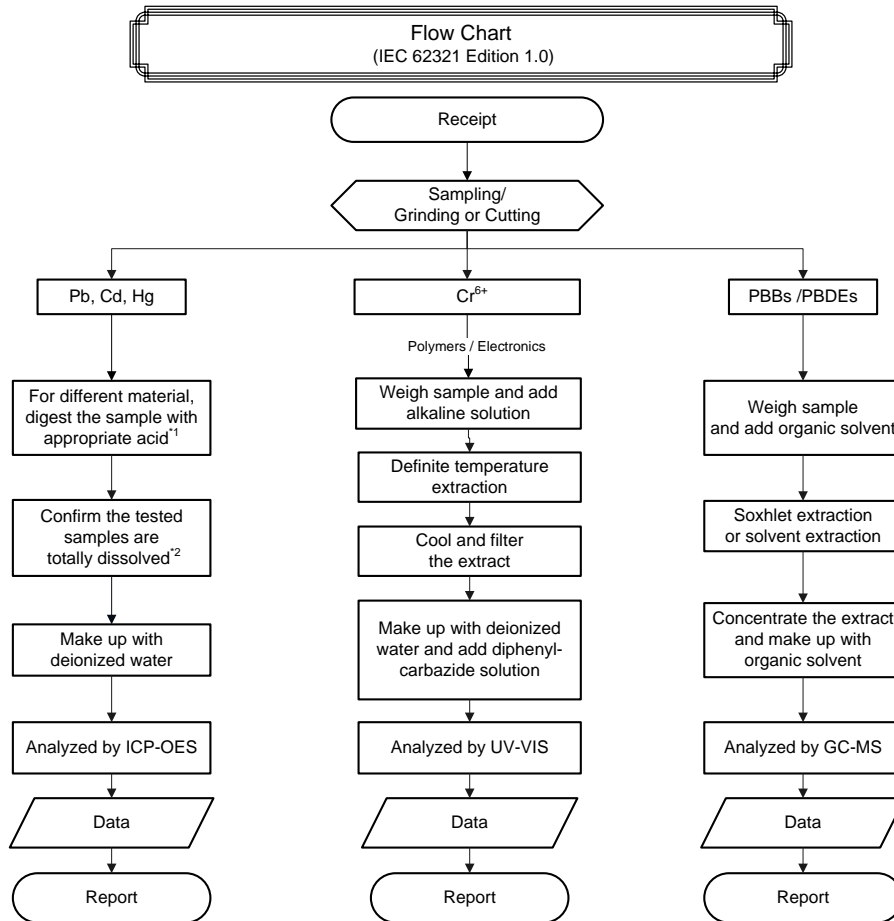 Flow Chart
(IEC 62321 Edition 1.0)
Receipt
Sampling/
Grinding or Cutting
Pb, Cd, Hg
For different material,
digest the sample with
appropriate acid*1
Confirm the tested
samples are
totally dissolved*2
Make up with
deionized water
Analyzed by ICP-OES
Data
Report
Cr6+
Polymers / Electronics
Weigh sample and add
alkaline solution
Definite temperature
extraction
Cool and filter
the extract
Make up with deionized
water and add diphenyl-
carbazide solution
Analyzed by UV-VIS
Data
Report
PBBs /PBDEs
Weigh sample
and add organic solvent
Soxhlet extraction
or solvent extraction
Concentrate the extract
and make up with
organic solvent
Analyzed by GC-MS
Data
Report